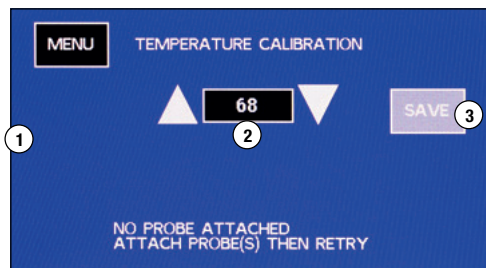 MENU TEMPERATURE CALIBRATION
68
SAVE
1
2
3
NO PROBE ATTACHED
ATTACH PROBE(S) THEN RETRY